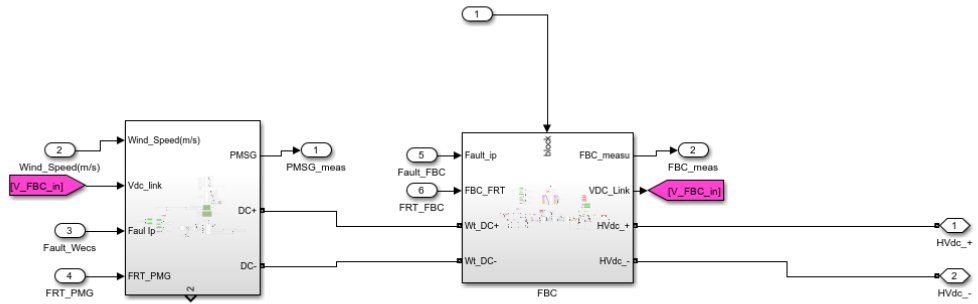 1
2
Wind_Speed(m/s)
[V_FBC_in]
3
Fault_Wecs
4
FRT_PMG
Wind_Speed(m/s)
Vdc_link
Faul Ip
FRT_PMG
PMSG
DC+
DC-
2
1
PMSG_meas
5
Fault_FBC
6
FRT_FBC
block
Fault_ip
FBC_FRT
Wt_DC+
Wt_DC-
FBC_measu
VDC_Link
HVdc_+
HVdc_-
FBC
2
FBC_meas
[V_FBC_in]
1
HVdc_+
2
HVdc_-